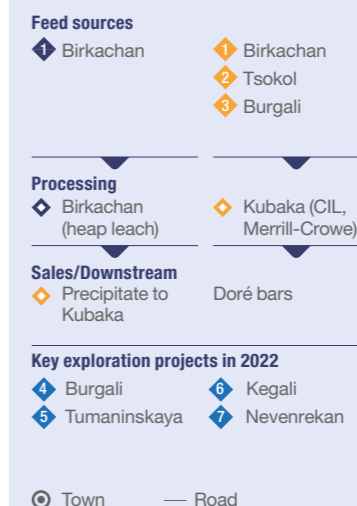 Feed sources
1 Birkachan
1 Birkachan
2 Tsokol
3 Burgali
Processing
Birkachan
(heap leach)
Kubaka (CIL,
Merrill-Crowe)
Sales/Downstream
Precipitate to
Kubaka
Doré bars
Key exploration projects in 2022
4 Burgali
5 Tumaninskaya
6 Kegali
7 Nevenrekan
Town
Road